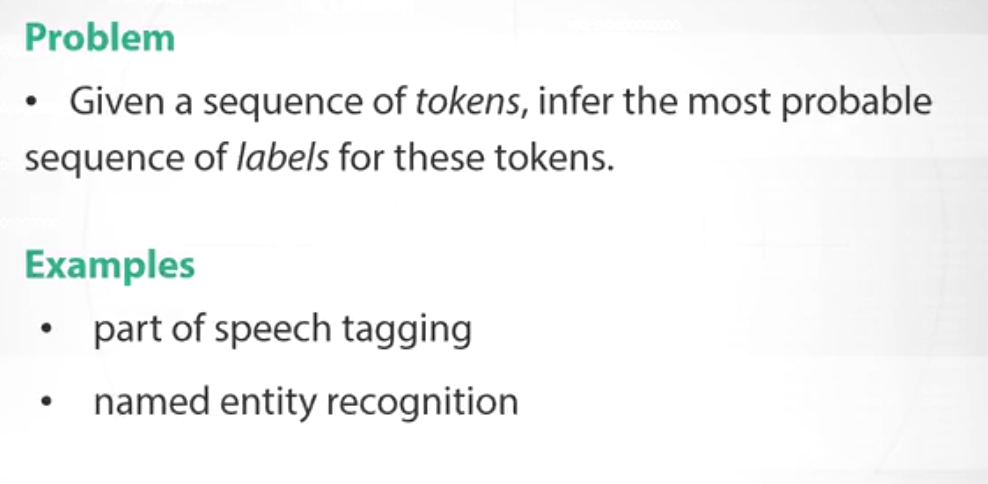 Problem
• Given a sequence of tokens, infer the most probable
sequence of labels for these tokens.
Examples
• part of speech tagging
• named entity recognition